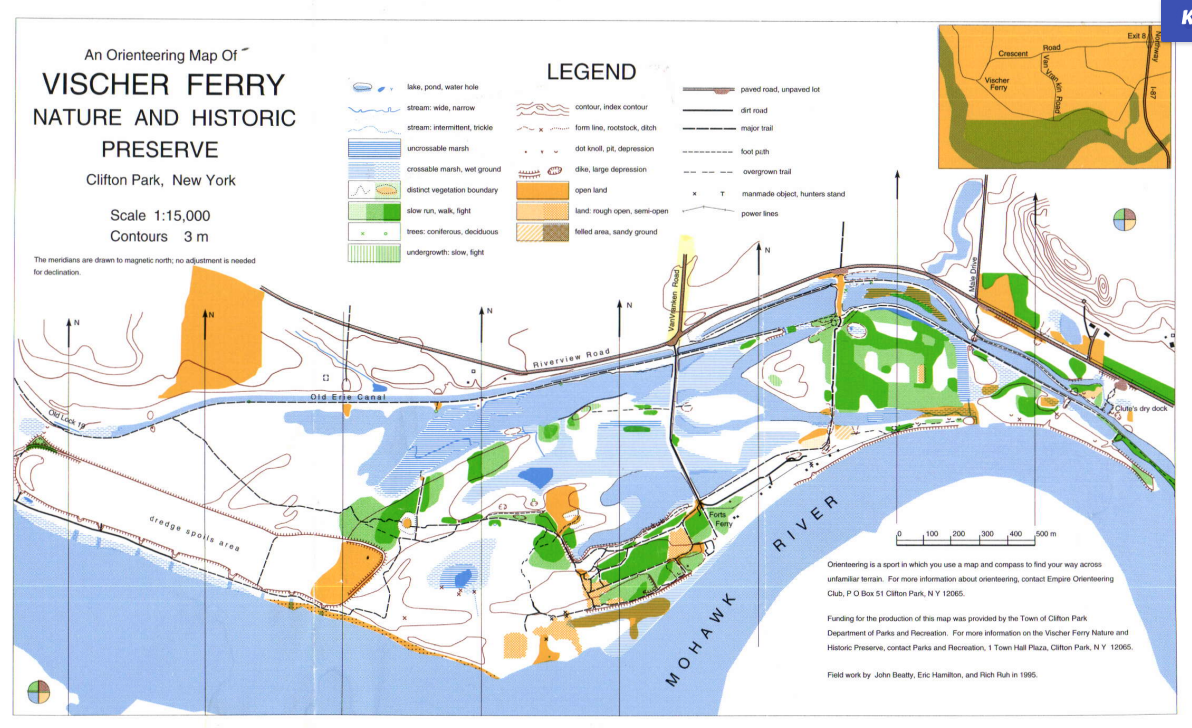 An Orienteering Map Of
VISCHER FERRY
NATURE AND HISTORIC
PRESERVE
Clifton Park, New York
Scale 1:15,000
Contours 3 m
The meridians are drawn to magnetic north; no adjustment is needed
for declination.
LEGEND
lake, pond, water hole
stream: wide, narrow
stream: intermittent, trickle
uncrossable marsh
crossable marsh, wet ground
distinct vegetation boundary
slow run, walk, fight
trees: coniferous, deciduous
undergrowth: slow, fight
contour, index contour
form line, rootstock, ditch
dot knoll, pit, depression
dike, large depression
open land
land: rough open, semi-open
felled area, sandy ground
paved road, unpaved lot
dirt road
major trail
foot path
overgrown trail
manmade object, hunters stand
power lines
K
Exit 8
Northway
I-87
Crescent Road
Van Vrankin Road
Vischer
Ferry
N
N
N
N
N
VanVranken Road
Riverview Road
Male Drive
Old Erie Canal
Old Lock 19
Clute's dry dock
dredge spoils area
Forts
Ferry
MOHAWK RIVER
0 100 200 300 400 500 m
Orienteering is a sport in which you use a map and compass to find your way across
unfamiliar terrain. For more information about orienteering, contact Empire Orienteering
Club, P O Box 51 Clifton Park, N Y 12065.
Funding for the production of this map was provided by the Town of Clifton Park
Department of Parks and Recreation. For more information on the Vischer Ferry Nature and
Historic Preserve, contact Parks and Recreation, 1 Town Hall Plaza, Clifton Park, N Y 12065.
Field work by John Beatty, Eric Hamilton, and Rich Ruh in 1995.